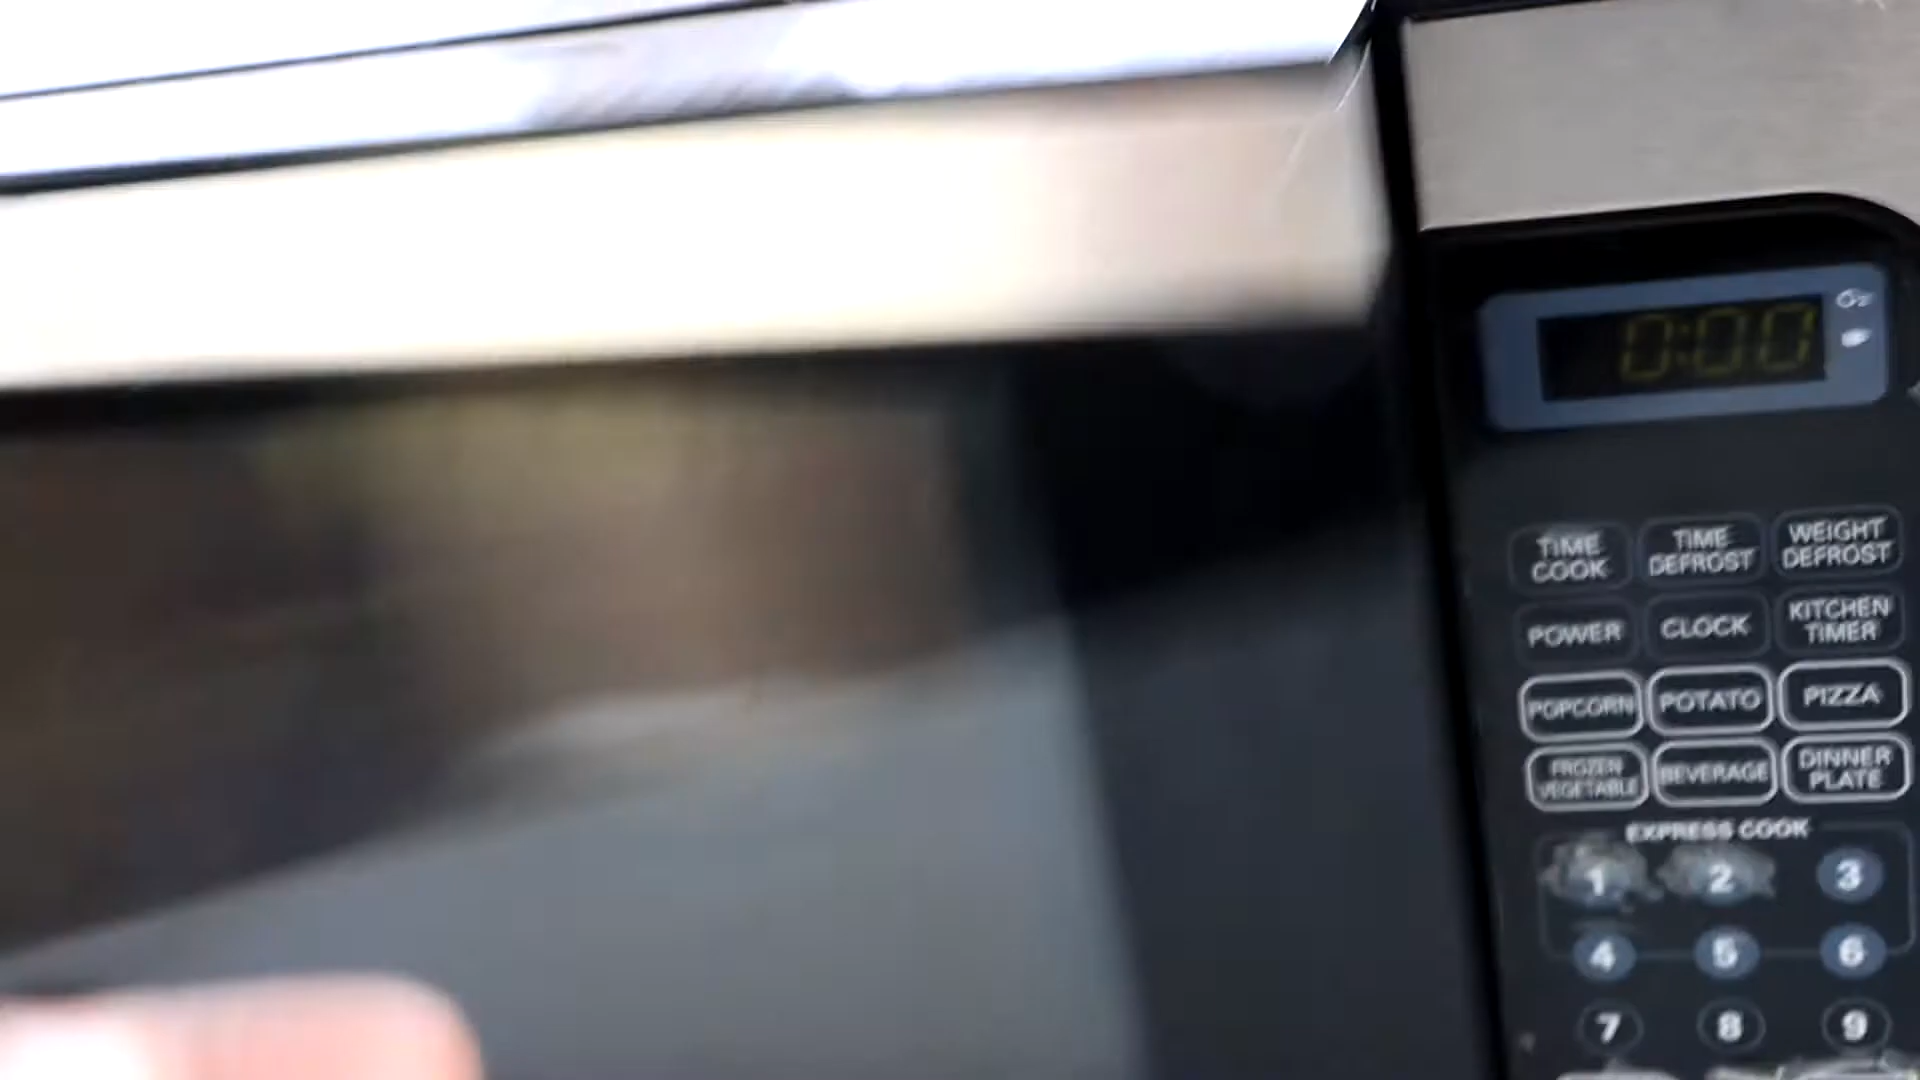 0:00
TIME
COOK
TIME
DEFROST
WEIGHT
DEFROST
POWER
CLOCK
KITCHEN
TIMER
POPCORN
POTATO
PIZZA
FROZEN
VEGETABLE
BEVERAGE
DINNER
PLATE
EXPRESS COOK
1
2
3
4
5
6
7
8
9